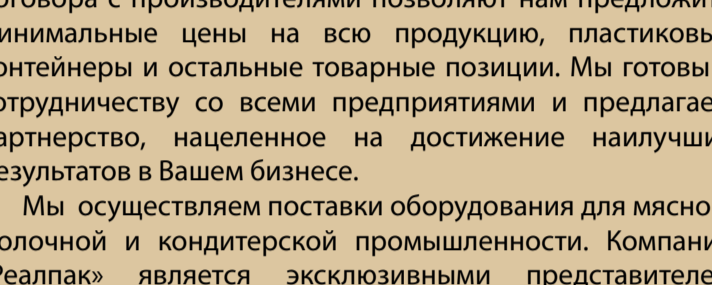 оговора с производителями позволяют нам предложит
инимальные цены на всю продукцию, пластиковы
онтейнеры и остальные товарные позиции. Мы готовы
отрудничеству со всеми предприятиями и предлагае
артнерство, нацеленное на достижение наилучши
езультатов в Вашем бизнесе.
Мы осуществляем поставки оборудования для мясно
олочной и кондитерской промышленности. Компани
Реалпак» является эксклюзивными представителе